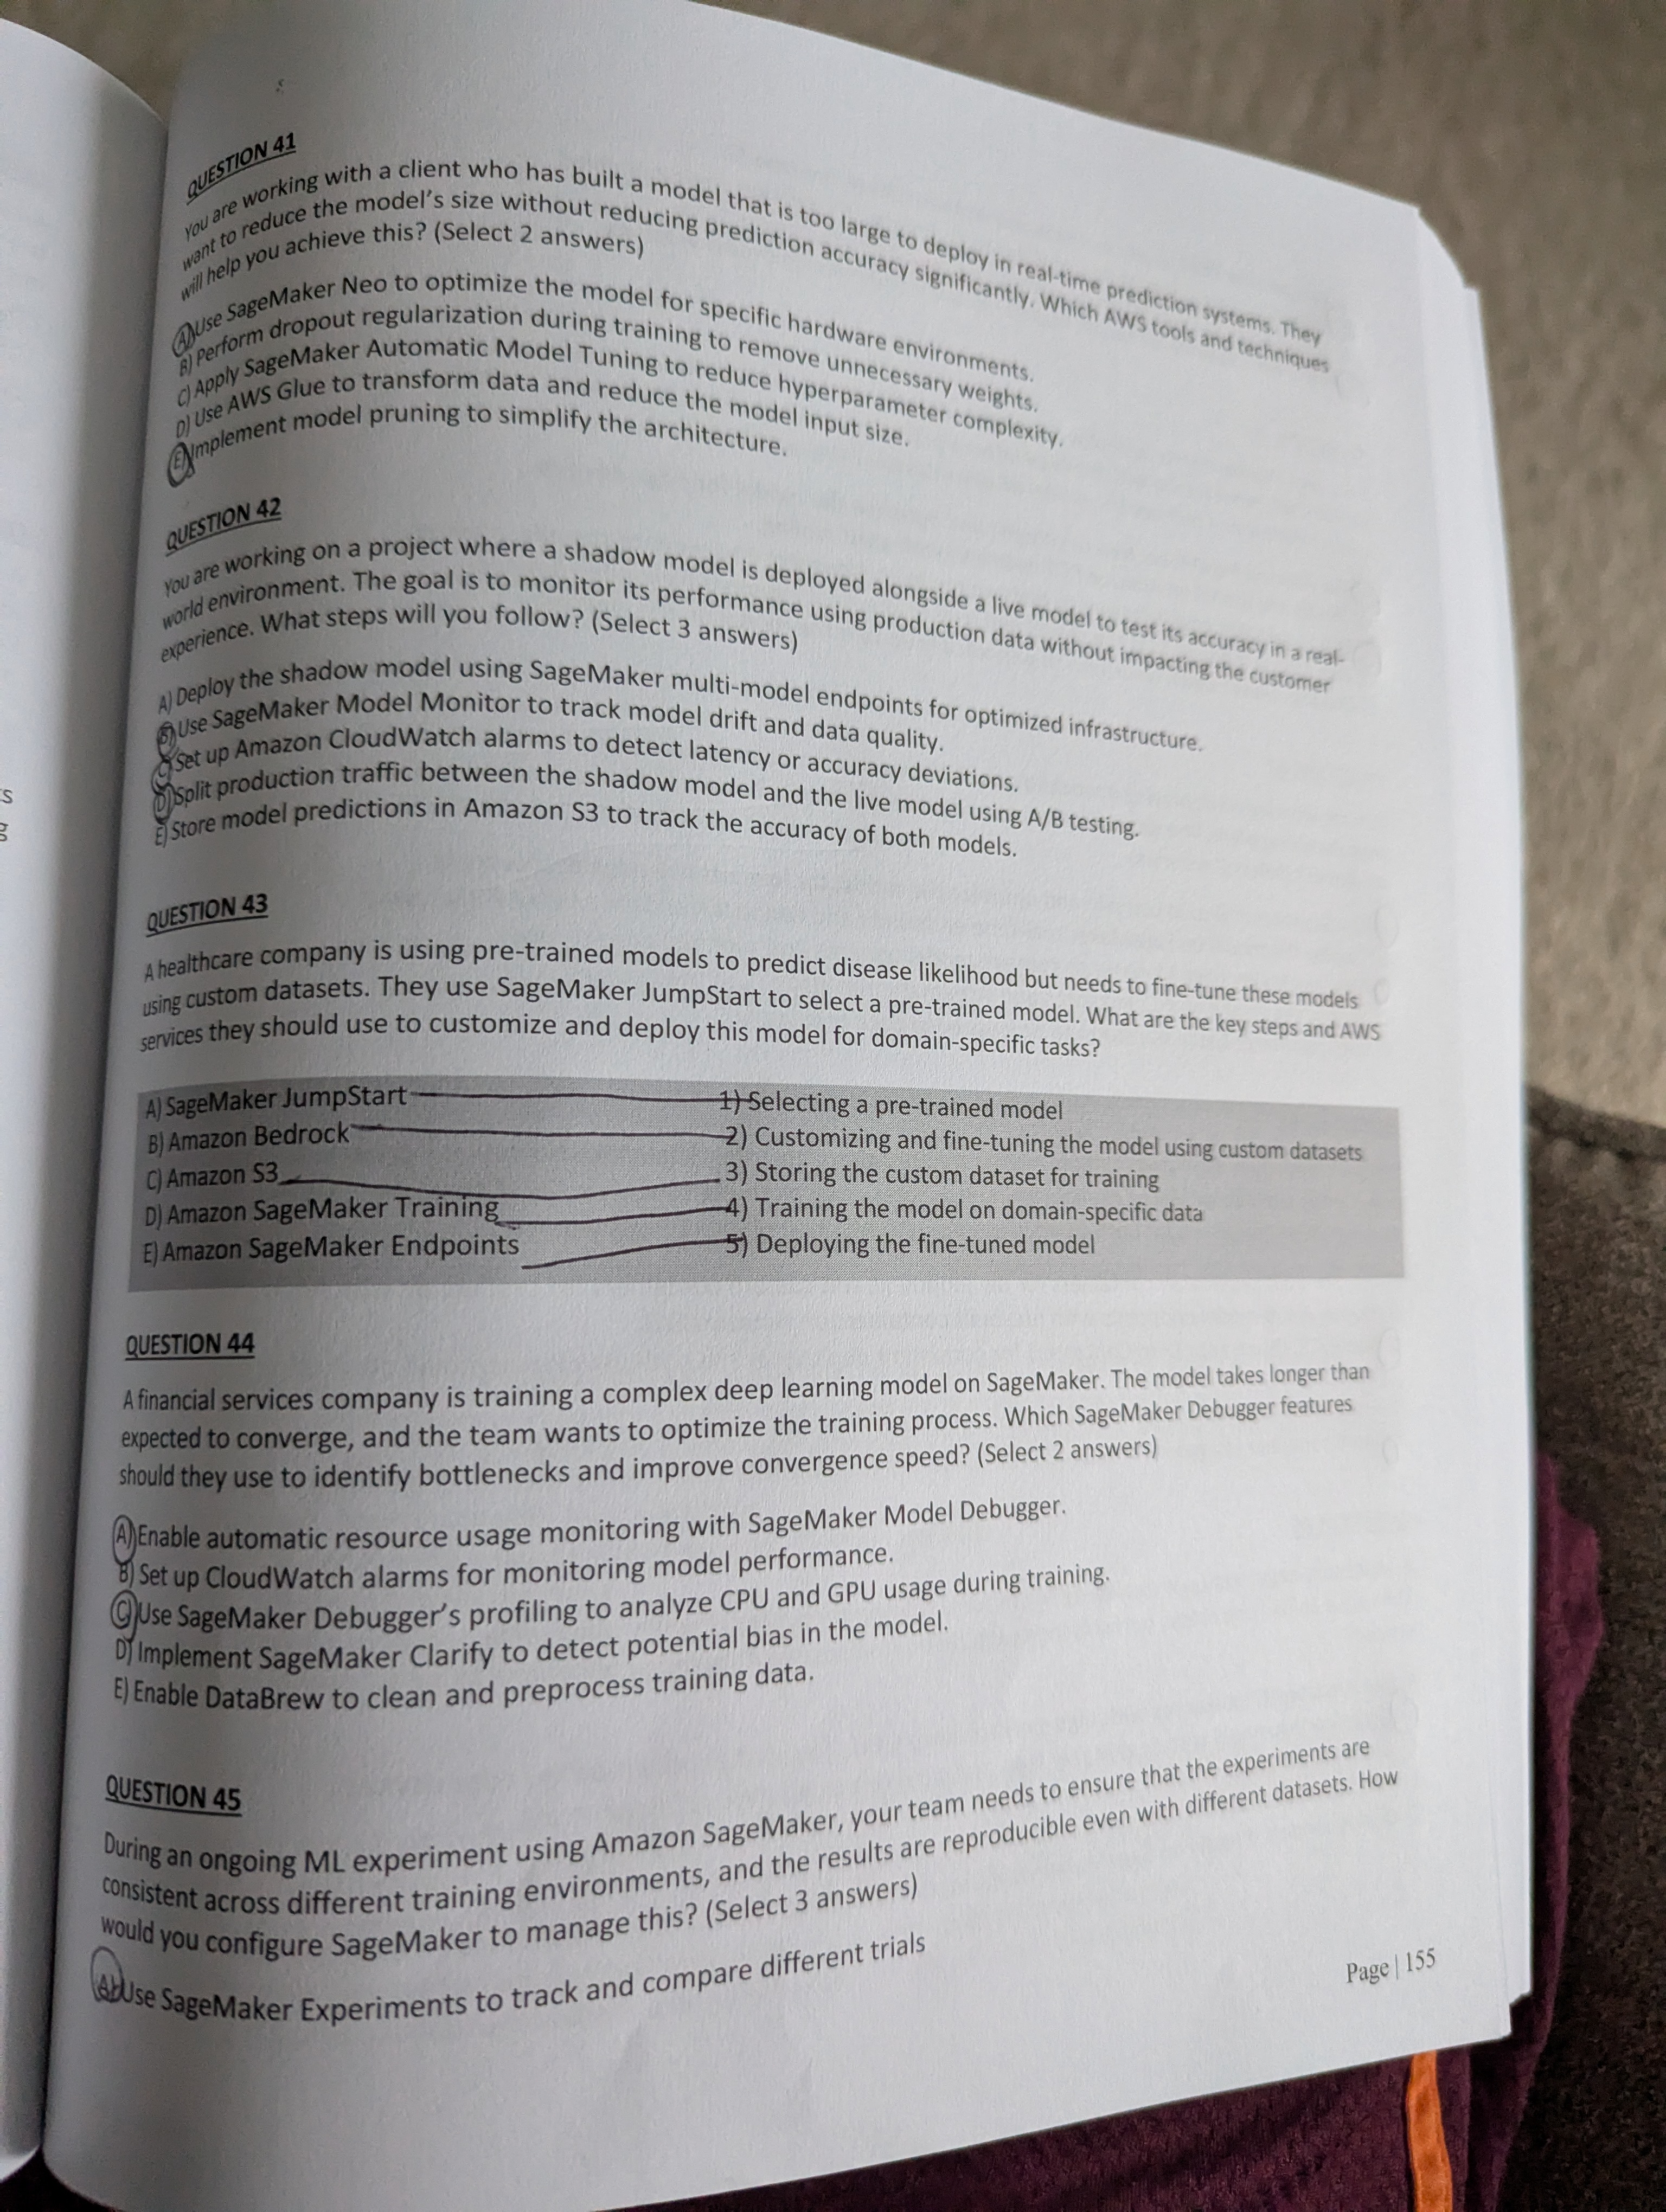 QUESTION 41
You are working with a client who has built a model that is too large to deploy in real-time prediction systems. They
want to reduce the model's size without reducing prediction accuracy significantly. Which AWS tools and techniques
will help you achieve this? (Select 2 answers)
A) Use SageMaker Neo to optimize the model for specific hardware environments.
B) Perform dropout regularization during training to remove unnecessary weights.
C) Apply SageMaker Automatic Model Tuning to reduce hyperparameter complexity.
D) Use AWS Glue to transform data and reduce the model input size.
E) Implement model pruning to simplify the architecture.
QUESTION 42
You are working on a project where a shadow model is deployed alongside a live model to test its accuracy in a real-
world environment. The goal is to monitor its performance using production data without impacting the customer
experience. What steps will you follow? (Select 3 answers)
A) Deploy the shadow model using SageMaker multi-model endpoints for optimized infrastructure.
B) Use SageMaker Model Monitor to track model drift and data quality.
C) Set up Amazon CloudWatch alarms to detect latency or accuracy deviations.
D) Split production traffic between the shadow model and the live model using A/B testing.
E) Store model predictions in Amazon S3 to track the accuracy of both models.
QUESTION 43
A healthcare company is using pre-trained models to predict disease likelihood but needs to fine-tune these models
using custom datasets. They use SageMaker JumpStart to select a pre-trained model. What are the key steps and AWS
services they should use to customize and deploy this model for domain-specific tasks?
A) SageMaker JumpStart 1) Selecting a pre-trained model
B) Amazon Bedrock 2) Customizing and fine-tuning the model using custom datasets
C) Amazon S3 3) Storing the custom dataset for training
D) Amazon SageMaker Training 4) Training the model on domain-specific data
E) Amazon SageMaker Endpoints 5) Deploying the fine-tuned model
QUESTION 44
A financial services company is training a complex deep learning model on SageMaker. The model takes longer than
expected to converge, and the team wants to optimize the training process. Which SageMaker Debugger features
should they use to identify bottlenecks and improve convergence speed? (Select 2 answers)
A) Enable automatic resource usage monitoring with SageMaker Model Debugger.
B) Set up CloudWatch alarms for monitoring model performance.
C) Use SageMaker Debugger's profiling to analyze CPU and GPU usage during training.
D) Implement SageMaker Clarify to detect potential bias in the model.
E) Enable DataBrew to clean and preprocess training data.
QUESTION 45
During an ongoing ML experiment using Amazon SageMaker, your team needs to ensure that the experiments are
consistent across different training environments, and the results are reproducible even with different datasets. How
would you configure SageMaker to manage this? (Select 3 answers)
A) Use SageMaker Experiments to track and compare different trials
Page | 155